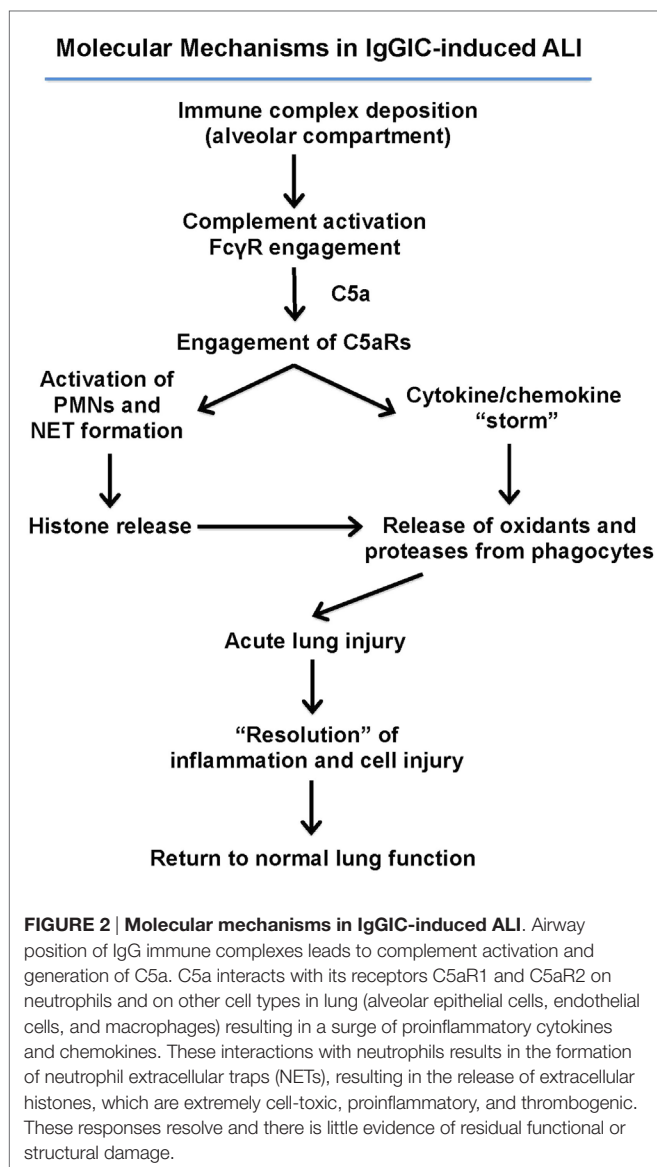 Molecular Mechanisms in IgGIC-induced ALI
Immune complex deposition
(alveolar compartment)
Complement activation
FcγR engagement
C5a
Engagement of C5aRs
Activation of
PMNs and
NET formation
Cytokine/chemokine
“storm”
Histone release
Release of oxidants and
proteases from phagocytes
Acute lung injury
“Resolution” of
inflammation and cell injury
Return to normal lung function
FIGURE 2 | Molecular mechanisms in IgGIC-induced ALI. Airway
position of IgG immune complexes leads to complement activation and
generation of C5a. C5a interacts with its receptors C5aR1 and C5aR2 on
neutrophils and on other cell types in lung (alveolar epithelial cells, endothelial
cells, and macrophages) resulting in a surge of proinflammatory cytokines
and chemokines. These interactions with neutrophils results in the formation
of neutrophil extracellular traps (NETs), resulting in the release of extracellular
histones, which are extremely cell-toxic, proinflammatory, and thrombogenic.
These responses resolve and there is little evidence of residual functional or
structural damage.